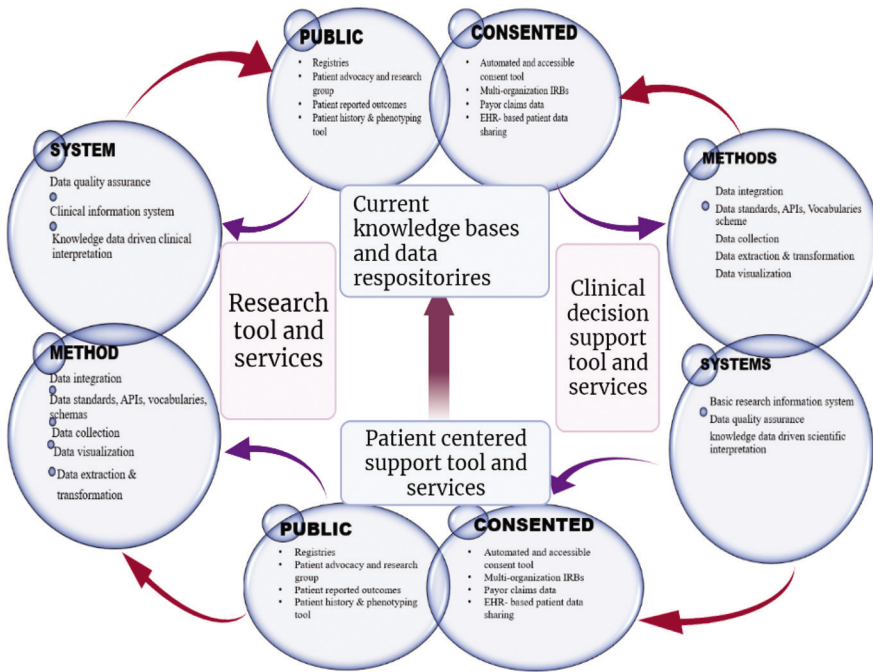 PUBLIC
Registries
Patient advocacy and research
group
Patient reported outcomes
Patient history & phenotyping
tool
CONSENTED
Automated and accessible
consent tool
Multi-organization IRBs
Payor claims data
EHR- based patient data
sharing
SYSTEM
Data quality assurance
Clinical information system
Knowledge data driven clinical
interpretation
METHODS
Data integration
Data standards, APIs, Vocabularies
scheme
Data collection
Data extraction & transformation
Data visualization
Current
knowledge bases
and data
respositorires
Research
tool and
services
Clinical
decision
support
tool and
services
METHOD
Data integration
Data standards, APIs, vocabularies,
schemas
Data collection
Data visualization
Data extraction &
transformation
SYSTEMS
Basic research information system
Data quality assurance
knowledge data driven scientific
interpretation
Patient centered
support tool and
services
PUBLIC
Registries
Patient advocacy and research
group
Patient reported outcomes
Patient history & phenotyping
tool
CONSENTED
Automated and accessible
consent tool
Multi-organization IRBs
Payor claims data
EHR- based patient data
sharing